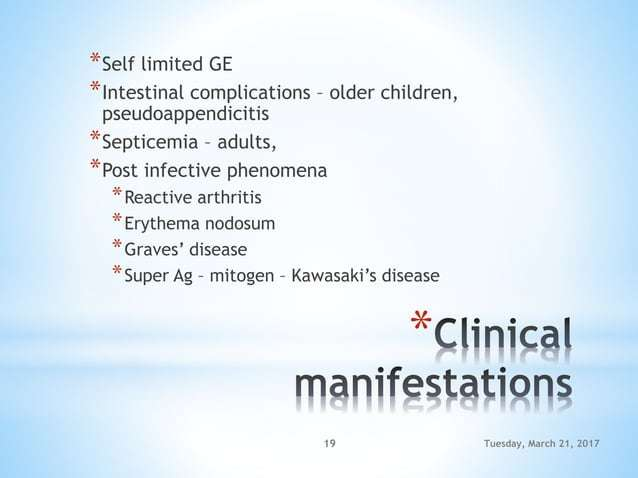 *Self limited GE
*Intestinal complications – older children,
pseudoappendicitis
*Septicemia – adults,
*Post infective phenomena
*Reactive arthritis
*Erythema nodosum
*Graves’ disease
*Super Ag – mitogen – Kawasaki’s disease
*Clinical
manifestations
19 Tuesday, March 21, 2017